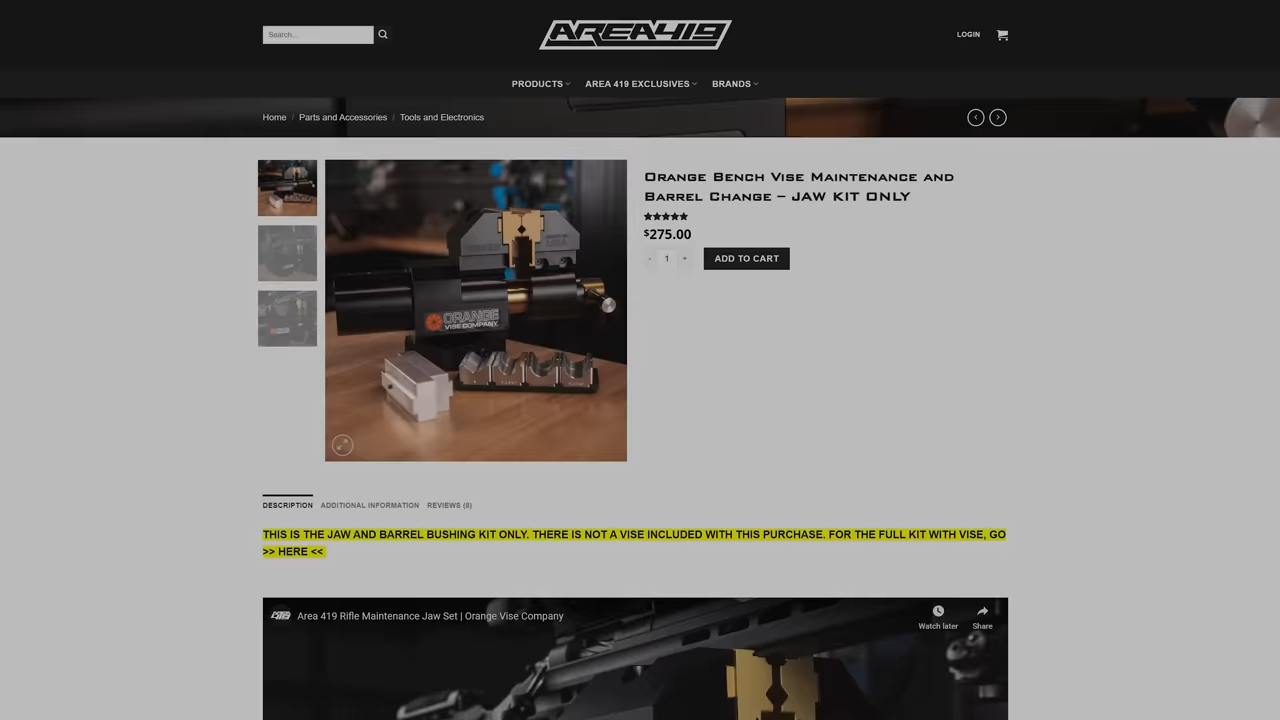 Search...
AREA419
LOGIN
PRODUCTS
AREA 419 EXCLUSIVES
BRANDS
Home / Parts and Accessories / Tools and Electronics
Orange Bench Vise Maintenance and
Barrel Change – JAW KIT ONLY
$275.00
- 1 +
ADD TO CART
ORANGE
VISE COMPANY
DESCRIPTION
ADDITIONAL INFORMATION
REVIEWS (8)
THIS IS THE JAW AND BARREL BUSHING KIT ONLY. THERE IS NOT A VISE INCLUDED WITH THIS PURCHASE. FOR THE FULL KIT WITH VISE, GO
>> HERE <<
Area 419 Rifle Maintenance Jaw Set | Orange Vise Company
Watch later
Share